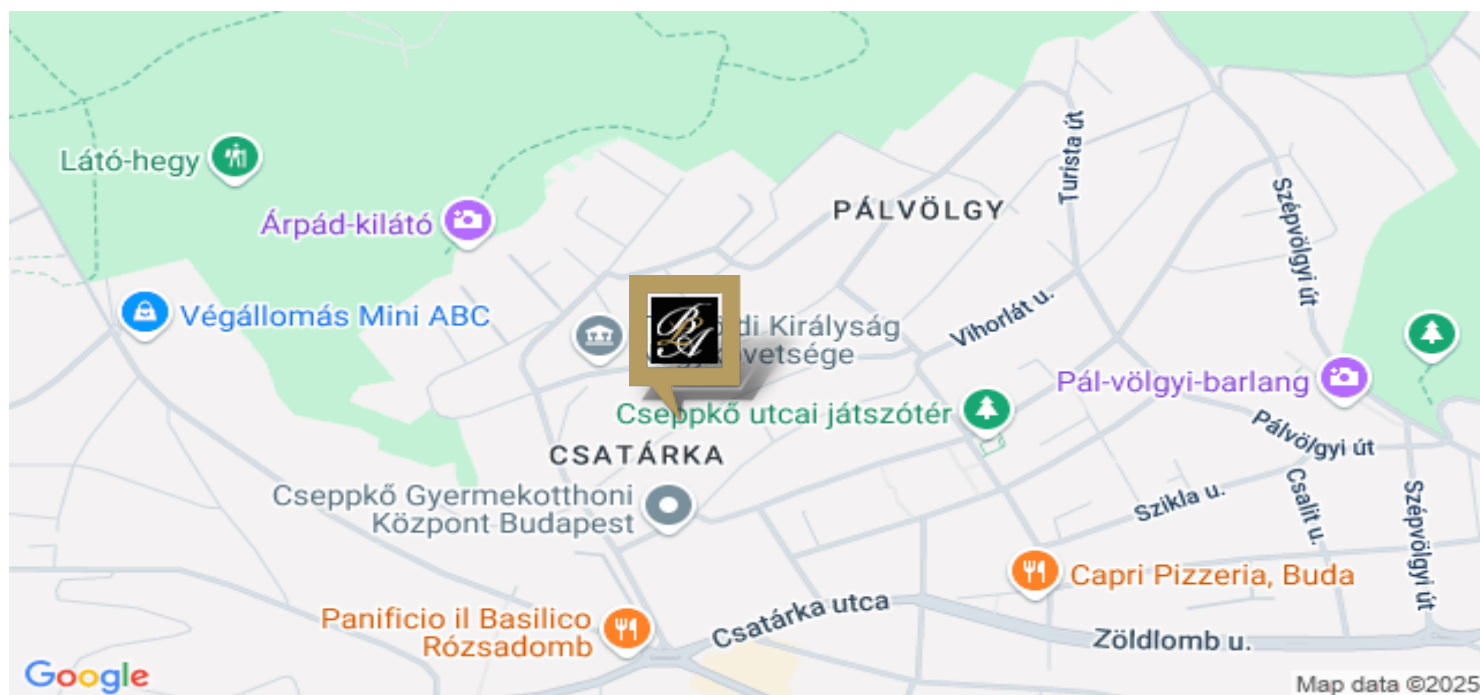 Látó-hegy
Árpád-kilátó
PÁLVÖLGY
Turista út
Szépvölgyi út
Végállomás Mini ABC
di Királyság
Vihorlát u.
Pál-völgyi-barlang
Cseppkő utcai játszótér
Pálvölgyi út
CSATÁRKA
Cseppkő Gyermekotthoni
Központ Budapest
Szikla u.
Csalit u.
Szépvölgyi út
Capri Pizzeria, Buda
Panificio il Basilico
Rózsadomb
Csatárka utca
Zöldlomb u.
Google
Map data ©2025